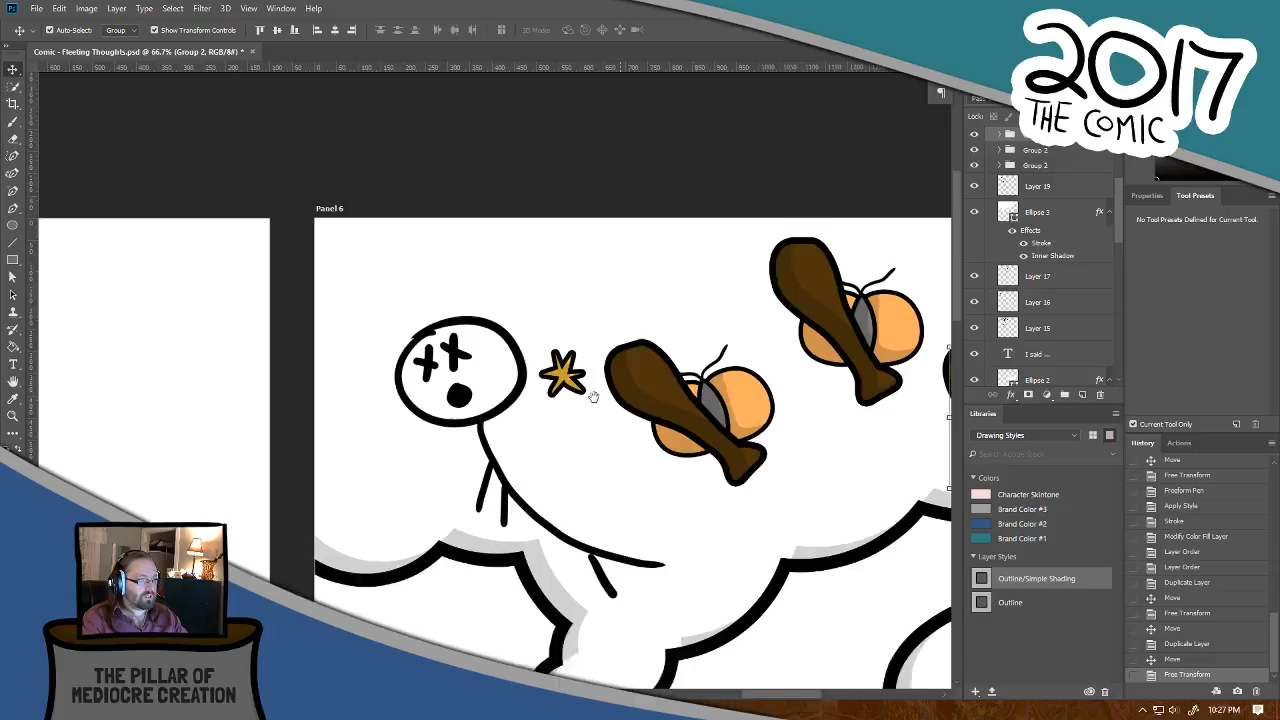 File Edit Image Layer Type Select Filter 3D View Window Help
Auto-Select: Group Show Transform Controls 3D Mode:
Comic - Fleeting Thoughts.psd @ 66.7% (Group 2, RGB/8#) *
2017
THE COMIC
Panel 6
Lock:
Group 2
Group 2
Layer 19
Ellipse 3
Effects
Stroke
Inner Shadow
Layer 17
Layer 16
Layer 15
I said ...
Ellipse 2
Properties Tool Presets
No Tool Presets Defined for Current Tool.
Current Tool Only
Libraries
Drawing Styles
Search Adobe Stock
Colors
Character Skintone
Brand Color #3
Brand Color #2
Brand Color #1
Layer Styles
Outline/Simple Shading
Outline
History Actions
Move
Free Transform
Freeform Pen
Apply Style
Stroke
Modify Color Fill Layer
Layer Order
Layer Order
Duplicate Layer
Move
Free Transform
Move
Duplicate Layer
Move
Free Transform
THE PILLAR OF
MEDIOCRE CREATION
10:27 PM